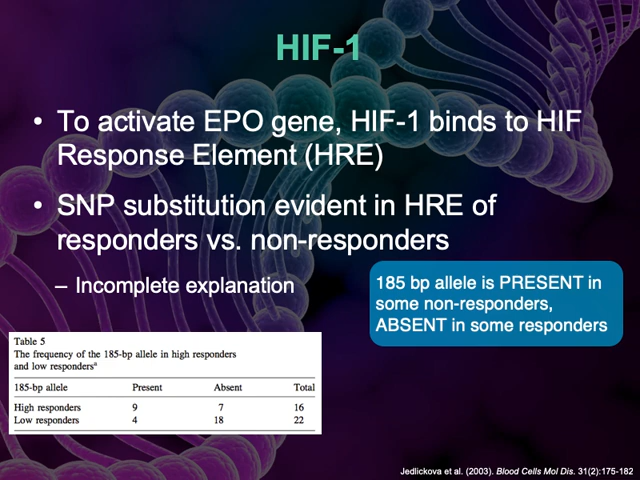 HIF-1
• To activate EPO gene, HIF-1 binds to HIF
Response Element (HRE)
• SNP substitution evident in HRE of
responders vs. non-responders
– Incomplete explanation
185 bp allele is PRESENT in
some non-responders,
ABSENT in some responders
Table 5
The frequency of the 185-bp allele in high responders
and low respondersᵃ
185-bp allele Present Absent Total
High responders 9 7 16
Low responders 4 18 22
Jedlickova et al. (2003). Blood Cells Mol Dis. 31(2):175-182